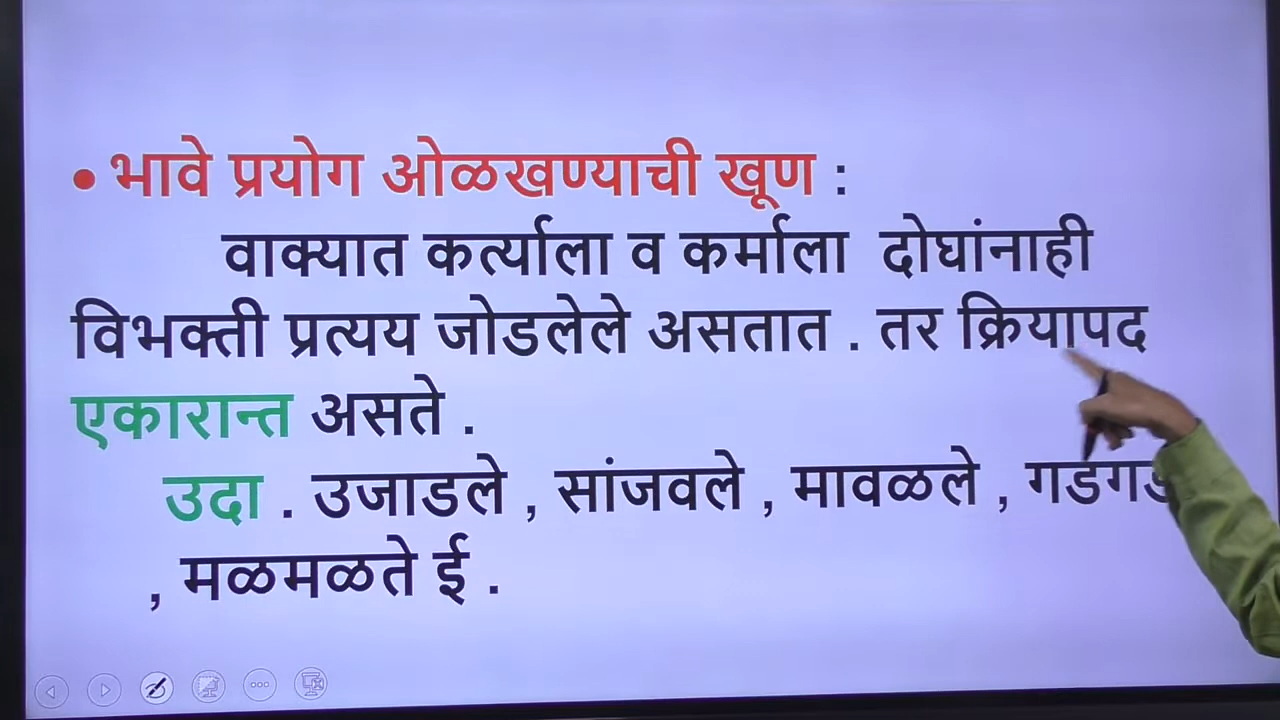 • भावे प्रयोग ओळखण्याची खूण :
वाक्यात कर्त्याला व कर्माला दोघांनाही
विभक्ती प्रत्यय जोडलेले असतात . तर क्रियापद
एकारान्त असते .
उदा . उजाडले , सांजवले , मावळले ,
, मळमळते ई .